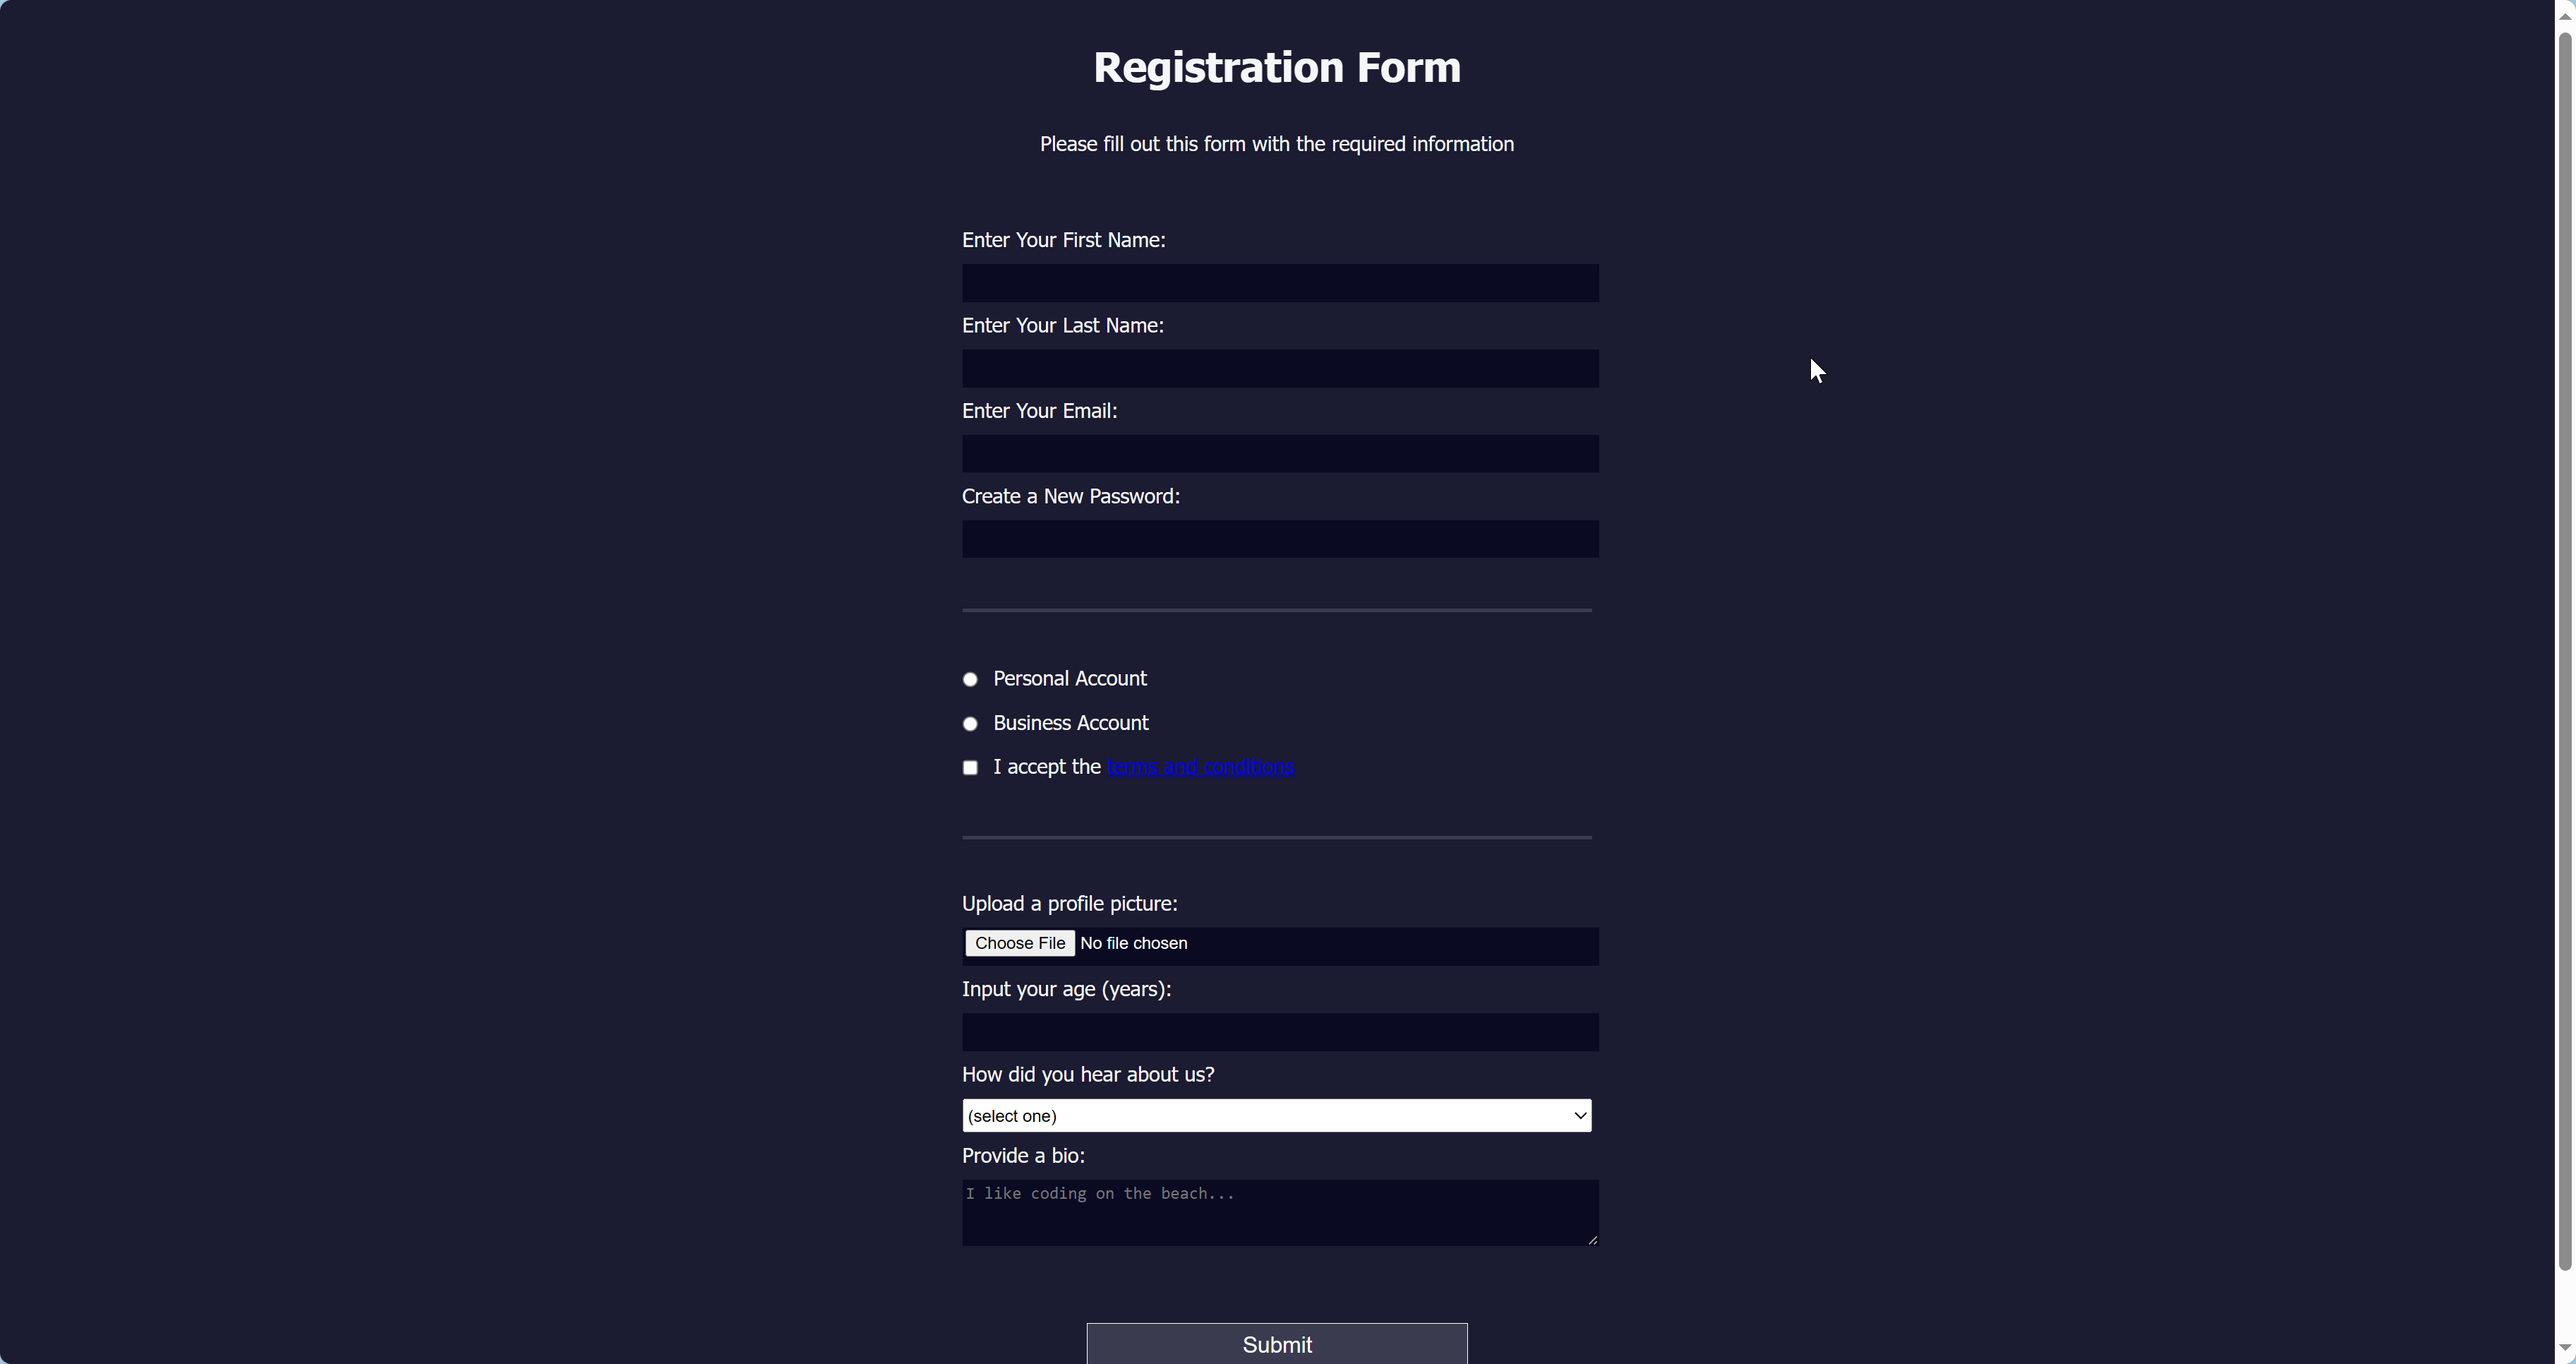 Registration Form
Please fill out this form with the required information
Enter Your First Name:
Enter Your Last Name:
Enter Your Email:
Create a New Password:
Personal Account
Business Account
I accept the terms and conditions
Upload a profile picture:
Choose File No file chosen
Input your age (years):
How did you hear about us?
(select one)
Provide a bio:
I like coding on the beach...
Submit